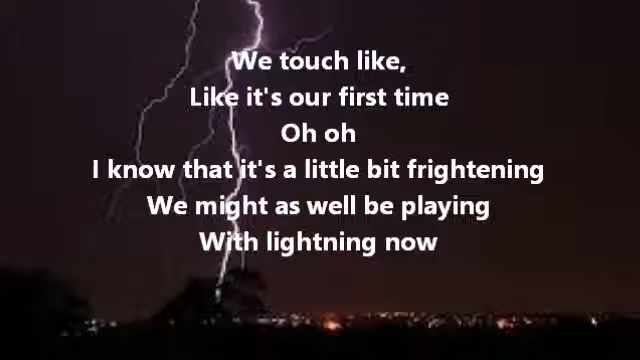 We touch like,
Like it's our first time
Oh oh
I know that it's a little bit frightening
We might as well be playing
With lightning now